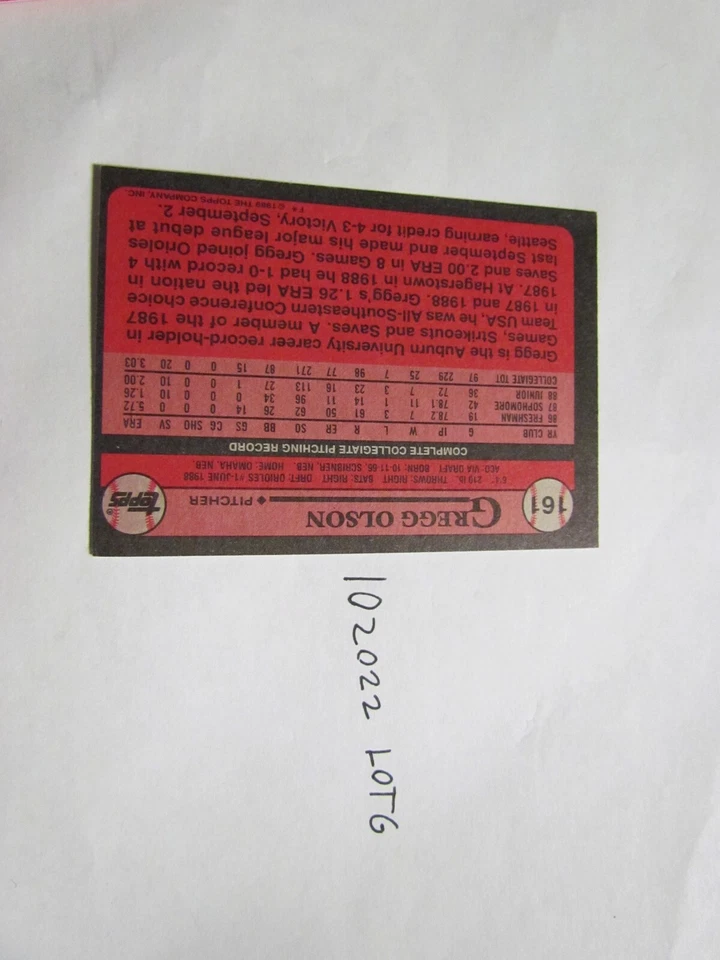 161
GREGG OLSON
PITCHER
topps®
6'4" 210 lb. THROWS: RIGHT BATS: RIGHT DRFT: ORIOLES #1-JUNE 1988
ACQ: VIA DRAFT BORN: 10-11-66, SCRIBNER, NEB. HOME: OMAHA, NEB.
COMPLETE COLLEGIATE PITCHING RECORD
YR CLUB G IP W L R ER SO BB GS CG SHO SV ERA
86 FRESHMAN 19 78.2 7 3 61 50 62 26 14 0 0 0 5.72
87 SOPHOMORE 42 78.1 11 1 14 11 96 34 0 0 0 10 1.26
88 JUNIOR 36 72 7 3 23 16 113 27 1 0 0 10 2.00
COLLEGIATE TOT 97 229 25 7 98 77 271 87 15 0 0 20 3.03
Gregg is the Auburn University career record-holder in
Games, Strikeouts and Saves. A member of the 1987
Team USA, he was All-Southeastern Conference choice
in 1987 and 1988. Gregg's 1.26 ERA led the nation in
1987. At Hagerstown in 1988 he had 1-0 record with 4
Saves and 2.00 ERA in 8 Games. Gregg joined Orioles
last September and made his major league debut at
Seattle, earning credit for 4-3 Victory, September 2.
F* ©1989 THE TOPPS COMPANY, INC.
102022 LOTG